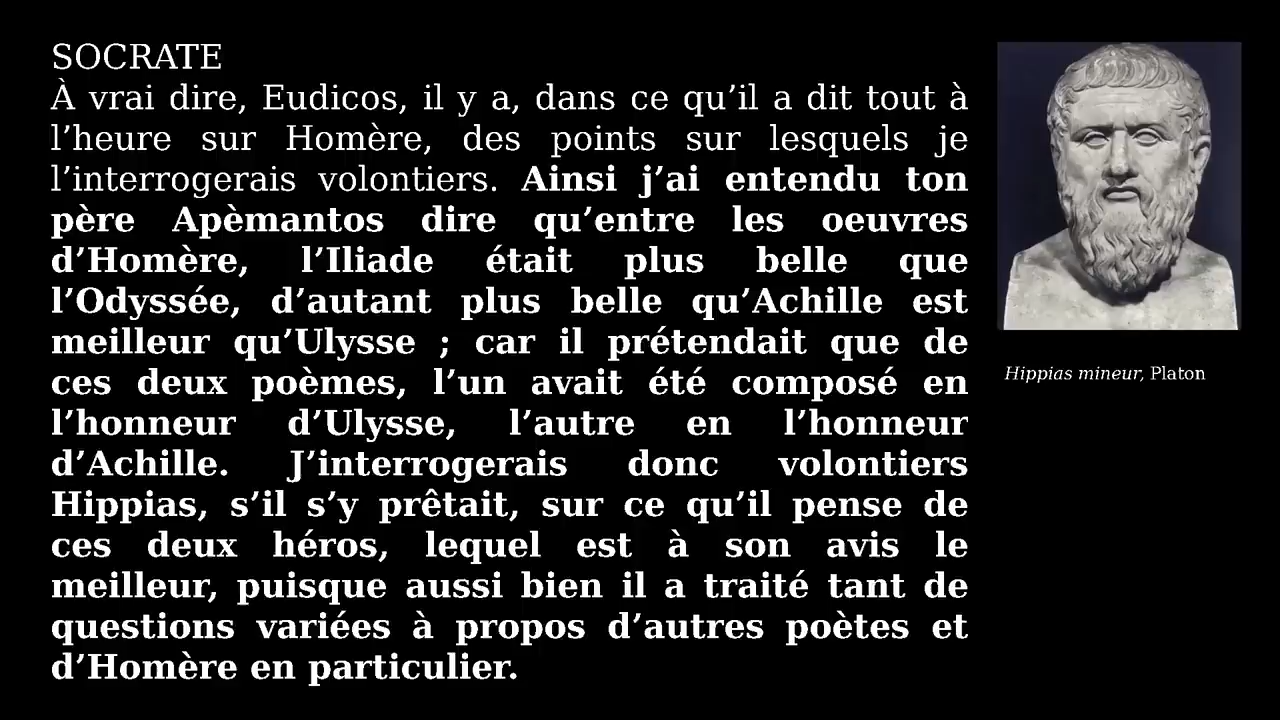 SOCRATE
À vrai dire, Eudicos, il y a, dans ce qu’il a dit tout à
l’heure sur Homère, des points sur lesquels je
l’interrogerais volontiers. Ainsi j’ai entendu ton
père Apèmantos dire qu’entre les oeuvres
d’Homère, l’Iliade était plus belle que
l’Odyssée, d’autant plus belle qu’Achille est
meilleur qu’Ulysse ; car il prétendait que de
ces deux poèmes, l’un avait été composé en
l’honneur d’Ulysse, l’autre en l’honneur
d’Achille. J’interrogerais donc volontiers
Hippias, s’il s’y prêtait, sur ce qu’il pense de
ces deux héros, lequel est à son avis le
meilleur, puisque aussi bien il a traité tant de
questions variées à propos d’autres poètes et
d’Homère en particulier.
Hippias mineur, Platon